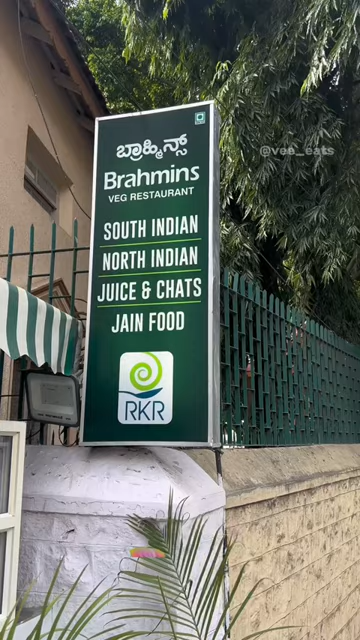 ಬ್ರಾಹ್ಮಿನ್ಸ್
Brahmins
VEG RESTAURANT
SOUTH INDIAN
NORTH INDIAN
JUICE & CHATS
JAIN FOOD
RKR
@vee_eats